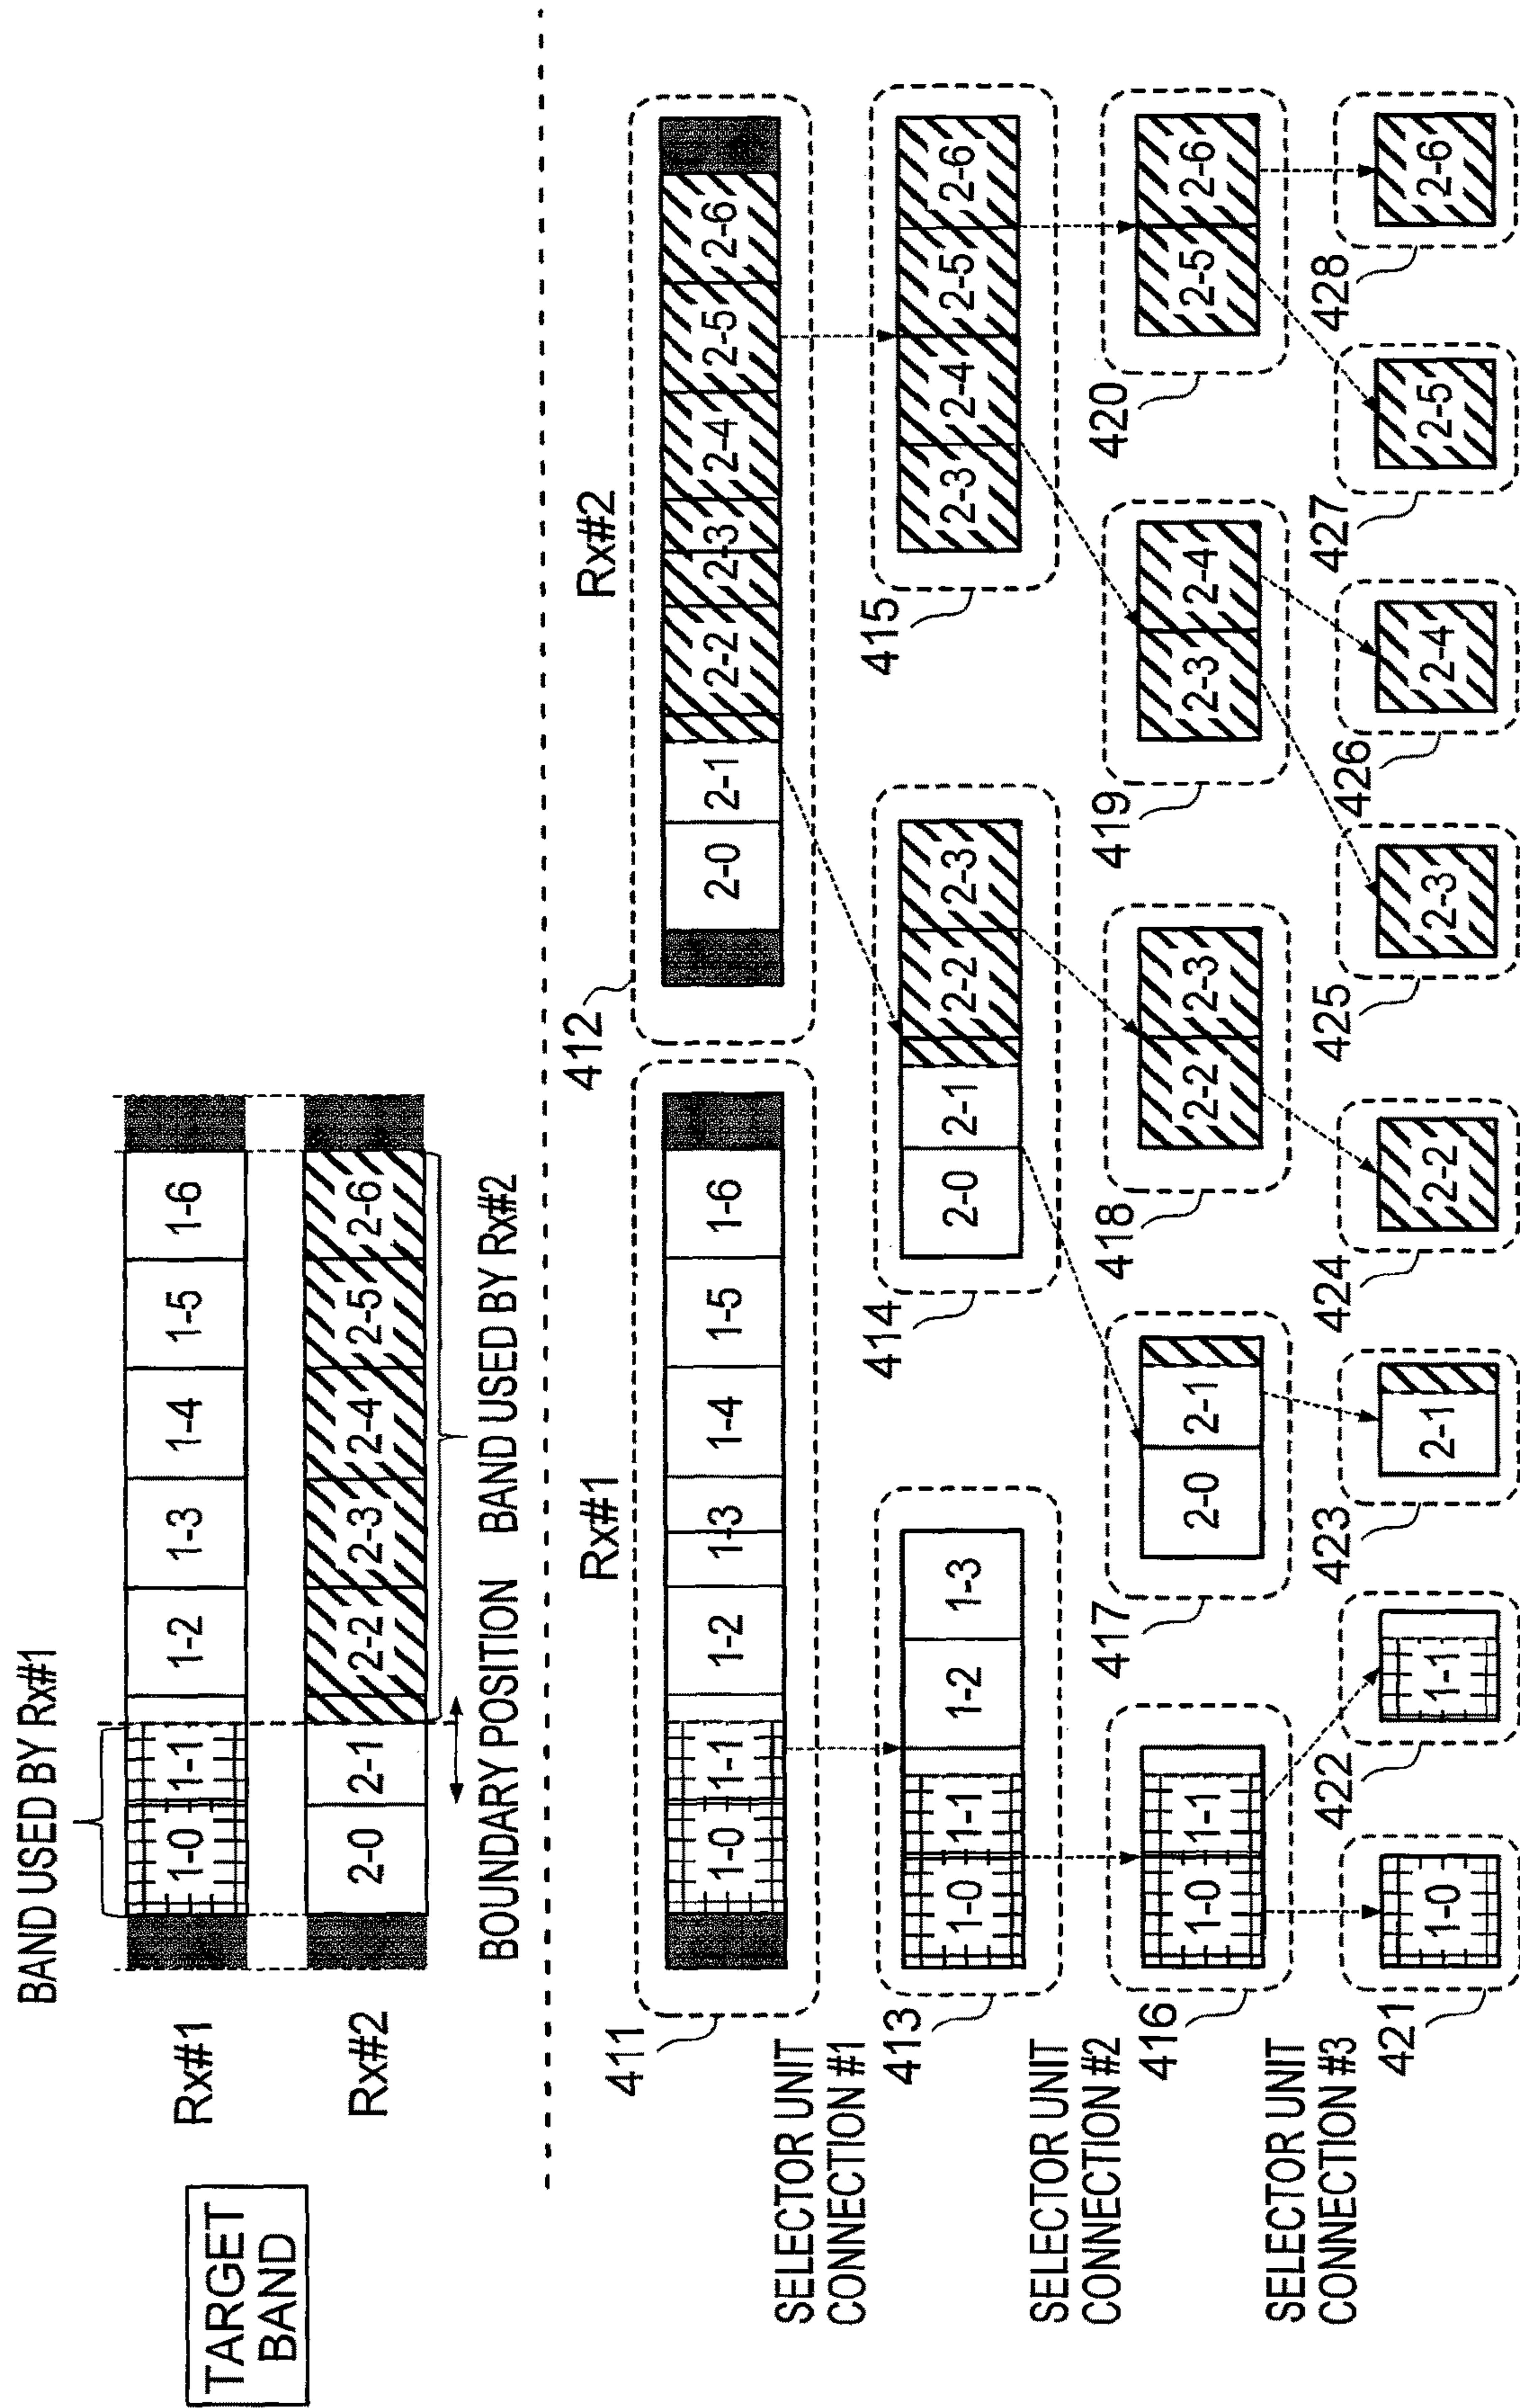 TARGET
BAND
BAND USED BY Rx#1
Rx#1
1-0 1-1 1-2 1-3 1-4 1-5 1-6
Rx#2
2-0 2-1 2-2 2-3 2-4 2-5 2-6
BOUNDARY POSITION BAND USED BY Rx#2
Rx#1
Rx#2
411
1-0 1-1 1-2 1-3 1-4 1-5 1-6
412
2-0 2-1 2-2 2-3 2-4 2-5 2-6
SELECTOR UNIT
CONNECTION #1
413
1-0 1-1 1-2 1-3
414
2-0 2-1 2-2 2-3
415
2-3 2-4 2-5 2-6
SELECTOR UNIT
CONNECTION #2
416
1-0 1-1
417
2-0 2-1
418
2-2 2-3
419
2-3 2-4
420
2-5 2-6
SELECTOR UNIT
CONNECTION #3
421
1-0
422
1-1
423
2-1
424
2-2
425
2-3
426
2-4
427
2-5
428
2-6